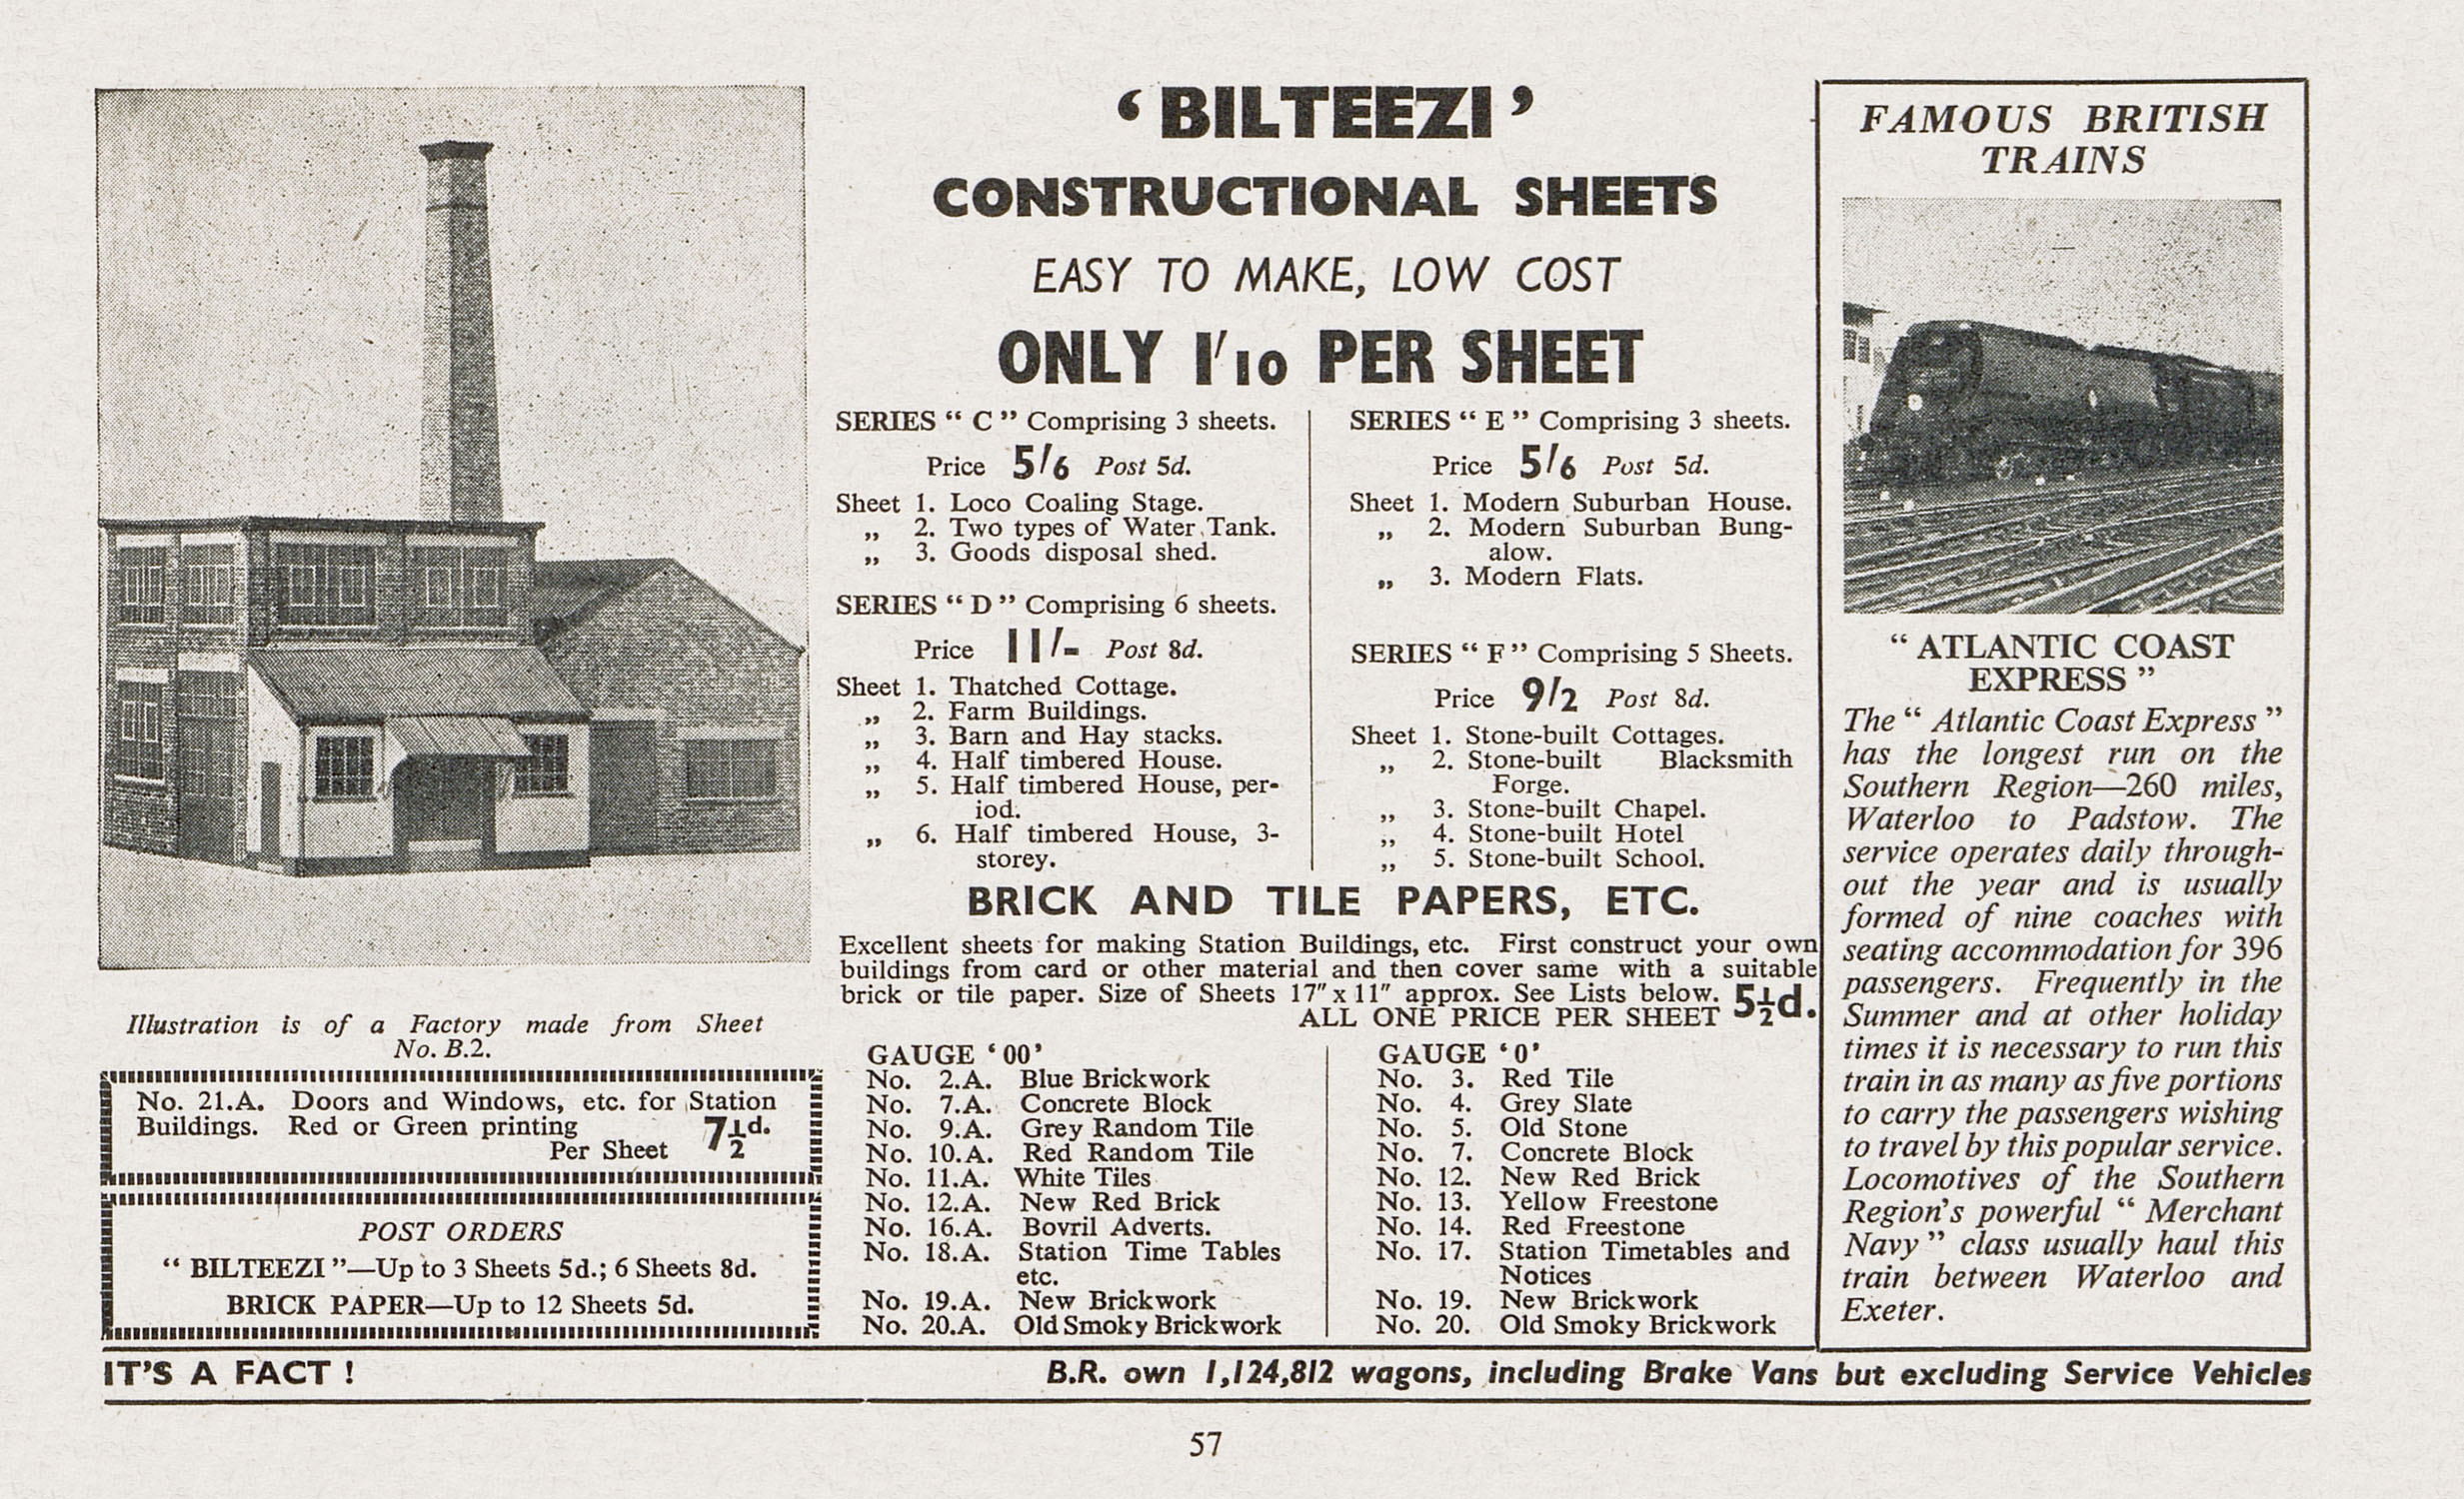 ‘ BILTEEZI ’
CONSTRUCTIONAL SHEETS
EASY TO MAKE, LOW COST
ONLY 1'10 PER SHEET
Illustration is of a Factory made from Sheet
No. B.2.
No. 21.A. Doors and Windows, etc. for Station
Buildings. Red or Green printing
Per Sheet 7½d.
POST ORDERS
“ BILTEEZI ”—Up to 3 Sheets 5d.; 6 Sheets 8d.
BRICK PAPER—Up to 12 Sheets 5d.
SERIES “ C ” Comprising 3 sheets.
Price 5/6 Post 5d.
Sheet 1. Loco Coaling Stage.
„ 2. Two types of Water Tank.
„ 3. Goods disposal shed.
SERIES “ D ” Comprising 6 sheets.
Price 11/- Post 8d.
Sheet 1. Thatched Cottage.
„ 2. Farm Buildings.
„ 3. Barn and Hay stacks.
„ 4. Half timbered House.
„ 5. Half timbered House, per-
iod.
„ 6. Half timbered House, 3-
storey.
SERIES “ E ” Comprising 3 sheets.
Price 5/6 Post 5d.
Sheet 1. Modern Suburban House.
„ 2. Modern Suburban Bung-
alow.
„ 3. Modern Flats.
SERIES “ F ” Comprising 5 Sheets.
Price 9/2 Post 8d.
Sheet 1. Stone-built Cottages.
„ 2. Stone-built Blacksmith
Forge.
„ 3. Stone-built Chapel.
„ 4. Stone-built Hotel
„ 5. Stone-built School.
BRICK AND TILE PAPERS, ETC.
Excellent sheets for making Station Buildings, etc. First construct your own
buildings from card or other material and then cover same with a suitable
brick or tile paper. Size of Sheets 17″ x 11″ approx. See Lists below.
ALL ONE PRICE PER SHEET 5½d.
GAUGE ‘ 00 ’
No. 2.A. Blue Brickwork
No. 7.A. Concrete Block
No. 9.A. Grey Random Tile
No. 10.A. Red Random Tile
No. 11.A. White Tiles
No. 12.A. New Red Brick
No. 16.A. Bovril Adverts.
No. 18.A. Station Time Tables
etc.
No. 19.A. New Brickwork
No. 20.A. Old Smoky Brickwork
GAUGE ‘ 0 ’
No. 3. Red Tile
No. 4. Grey Slate
No. 5. Old Stone
No. 7. Concrete Block
No. 12. New Red Brick
No. 13. Yellow Freestone
No. 14. Red Freestone
No. 17. Station Timetables and
Notices
No. 19. New Brickwork
No. 20. Old Smoky Brickwork
FAMOUS BRITISH
TRAINS
“ ATLANTIC COAST
EXPRESS ”
The “ Atlantic Coast Express ”
has the longest run on the
Southern Region—260 miles,
Waterloo to Padstow. The
service operates daily through-
out the year and is usually
formed of nine coaches with
seating accommodation for 396
passengers. Frequently in the
Summer and at other holiday
times it is necessary to run this
train in as many as five portions
to carry the passengers wishing
to travel by this popular service.
Locomotives of the Southern
Region's powerful “ Merchant
Navy ” class usually haul this
train between Waterloo and
Exeter.
IT'S A FACT !
B.R. own 1,124,812 wagons, including Brake Vans but excluding Service Vehicles
57